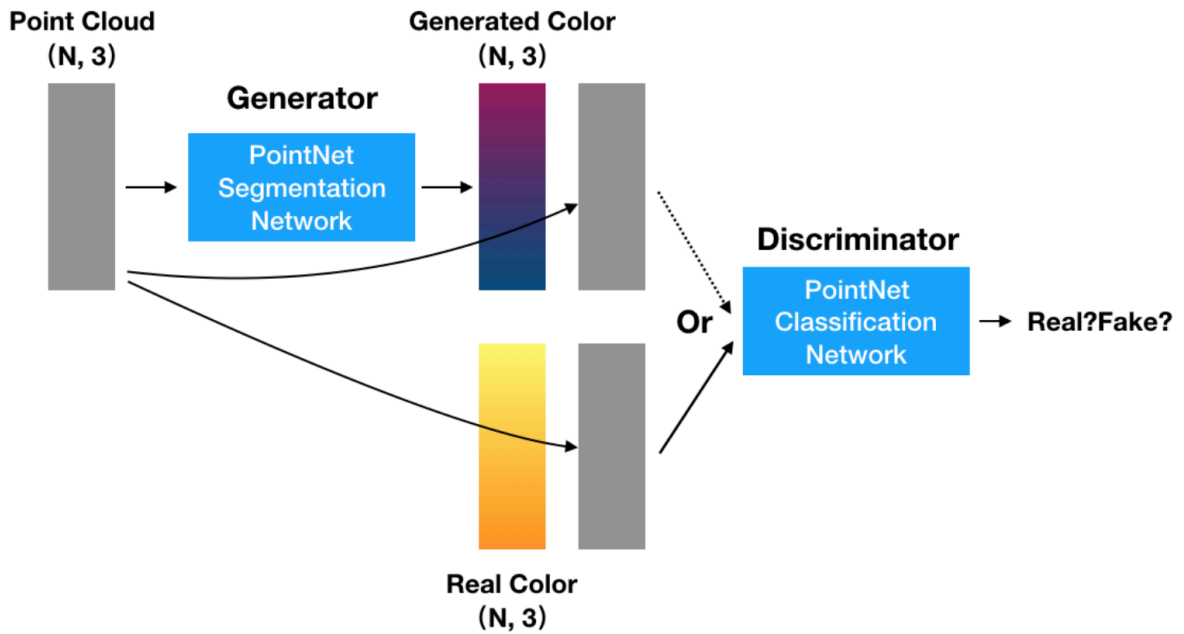 Point Cloud
(N, 3)
Generated Color
(N, 3)
Generator
PointNet
Segmentation
Network
Discriminator
PointNet
Classification
Network
Or
Real?Fake?
Real Color
(N, 3)